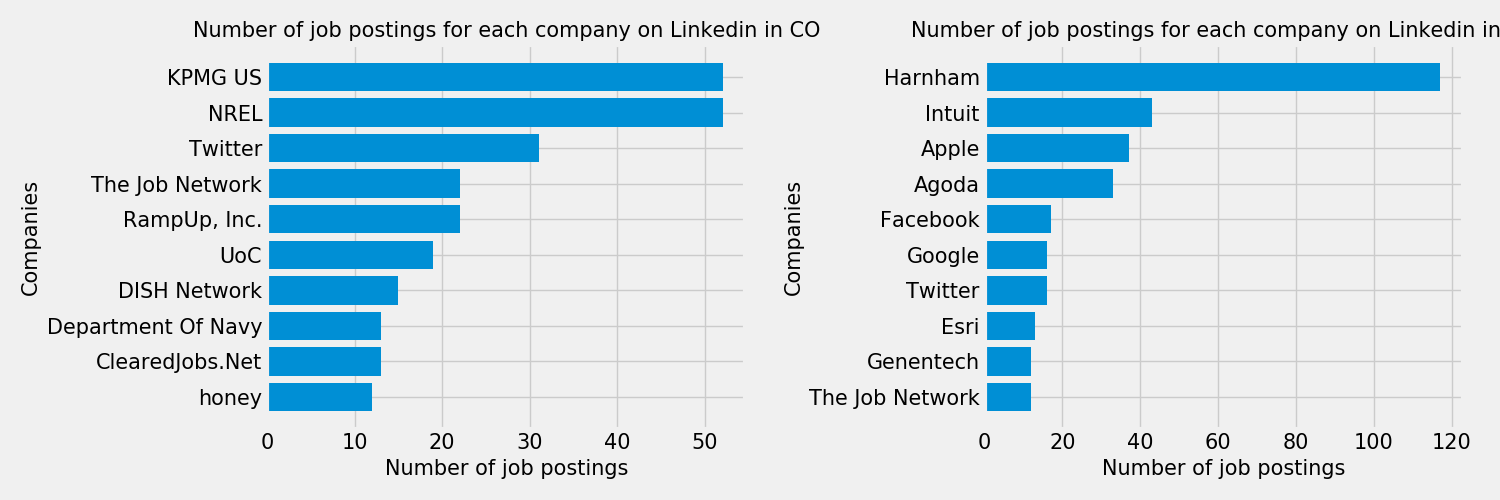 Number of job postings for each company on Linkedin in CO
KPMG US
NREL
Twitter
The Job Network
RampUp, Inc.
UoC
DISH Network
Department Of Navy
ClearedJobs.Net
honey
Companies
0 10 20 30 40 50
Number of job postings
Number of job postings for each company on Linkedin in
Harnham
Intuit
Apple
Agoda
Facebook
Google
Twitter
Esri
Genentech
The Job Network
Companies
0 20 40 60 80 100 120
Number of job postings